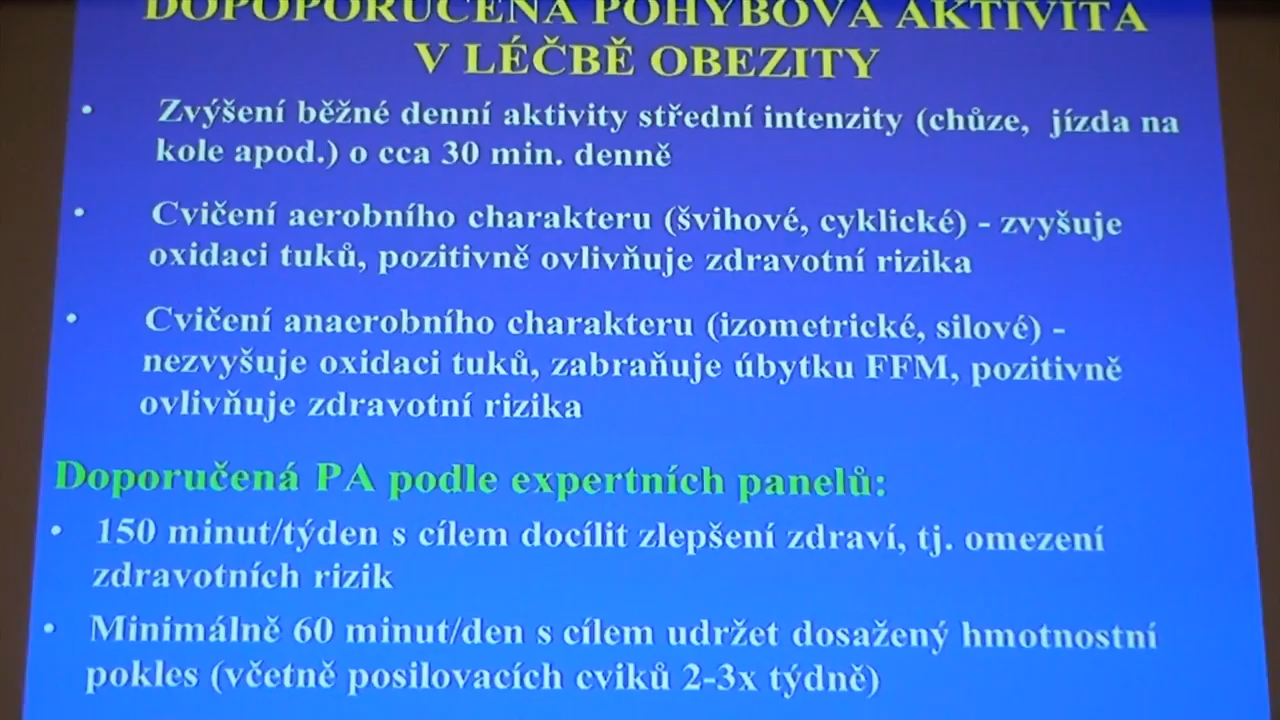 DOPOPORUČENÁ POHYBOVÁ AKTIVITA
V LÉČBĚ OBEZITY
• Zvýšení běžné denní aktivity střední intenzity (chůze, jízda na
kole apod.) o cca 30 min. denně
• Cvičení aerobního charakteru (švihové, cyklické) - zvyšuje
oxidaci tuků, pozitivně ovlivňuje zdravotní rizika
• Cvičení anaerobního charakteru (izometrické, silové) -
nezvyšuje oxidaci tuků, zabraňuje úbytku FFM, pozitivně
ovlivňuje zdravotní rizika
Doporučená PA podle expertních panelů:
• 150 minut/týden s cílem docílit zlepšení zdraví, tj. omezení
zdravotních rizik
• Minimálně 60 minut/den s cílem udržet dosažený hmotnostní
pokles (včetně posilovacích cviků 2-3x týdně)